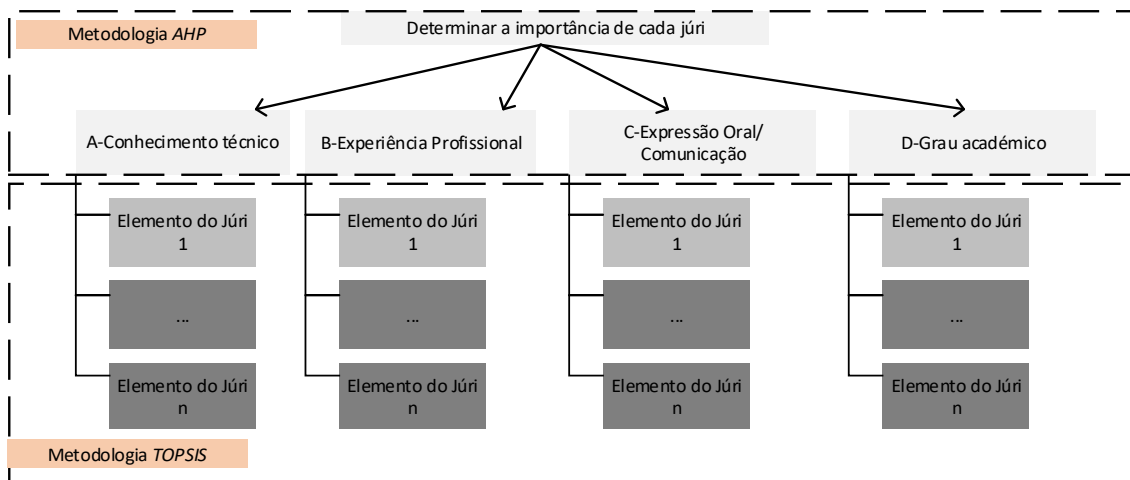 Metodologia AHP
Determinar a importância de cada júri
A-Conhecimento técnico
B-Experiência Profissional
C-Expressão Oral/
Comunicação
D-Grau académico
Elemento do Júri
1
Elemento do Júri
1
Elemento do Júri
1
Elemento do Júri
1
...
...
...
...
Elemento do Júri
n
Elemento do Júri
n
Elemento do Júri
n
Elemento do Júri
n
Metodologia TOPSIS